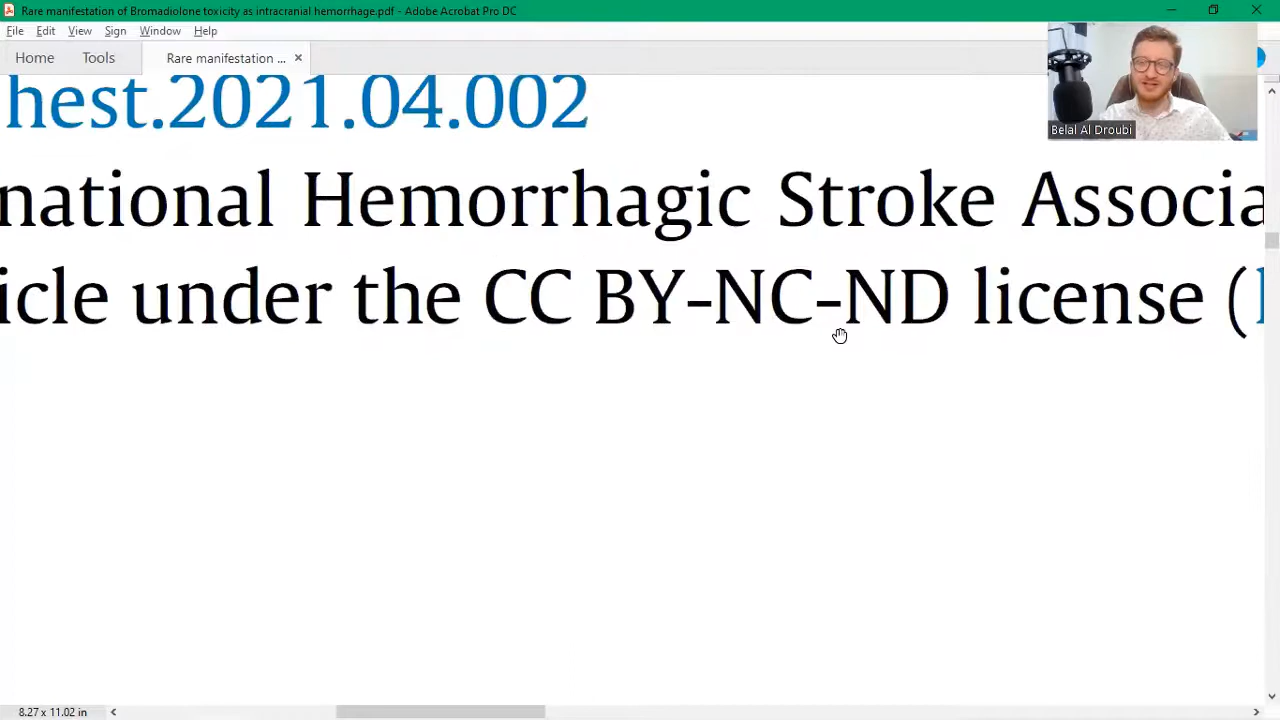 Rare manifestation of Bromadiolone toxicity as intracranial hemorrhage.pdf - Adobe Acrobat Pro DC
File Edit View Sign Window Help
Home Tools Rare manifestation ...
Belal Al Droubi
hest.2021.04.002
national Hemorrhagic Stroke Associa
icle under the CC BY-NC-ND license (
8.27 x 11.02 in